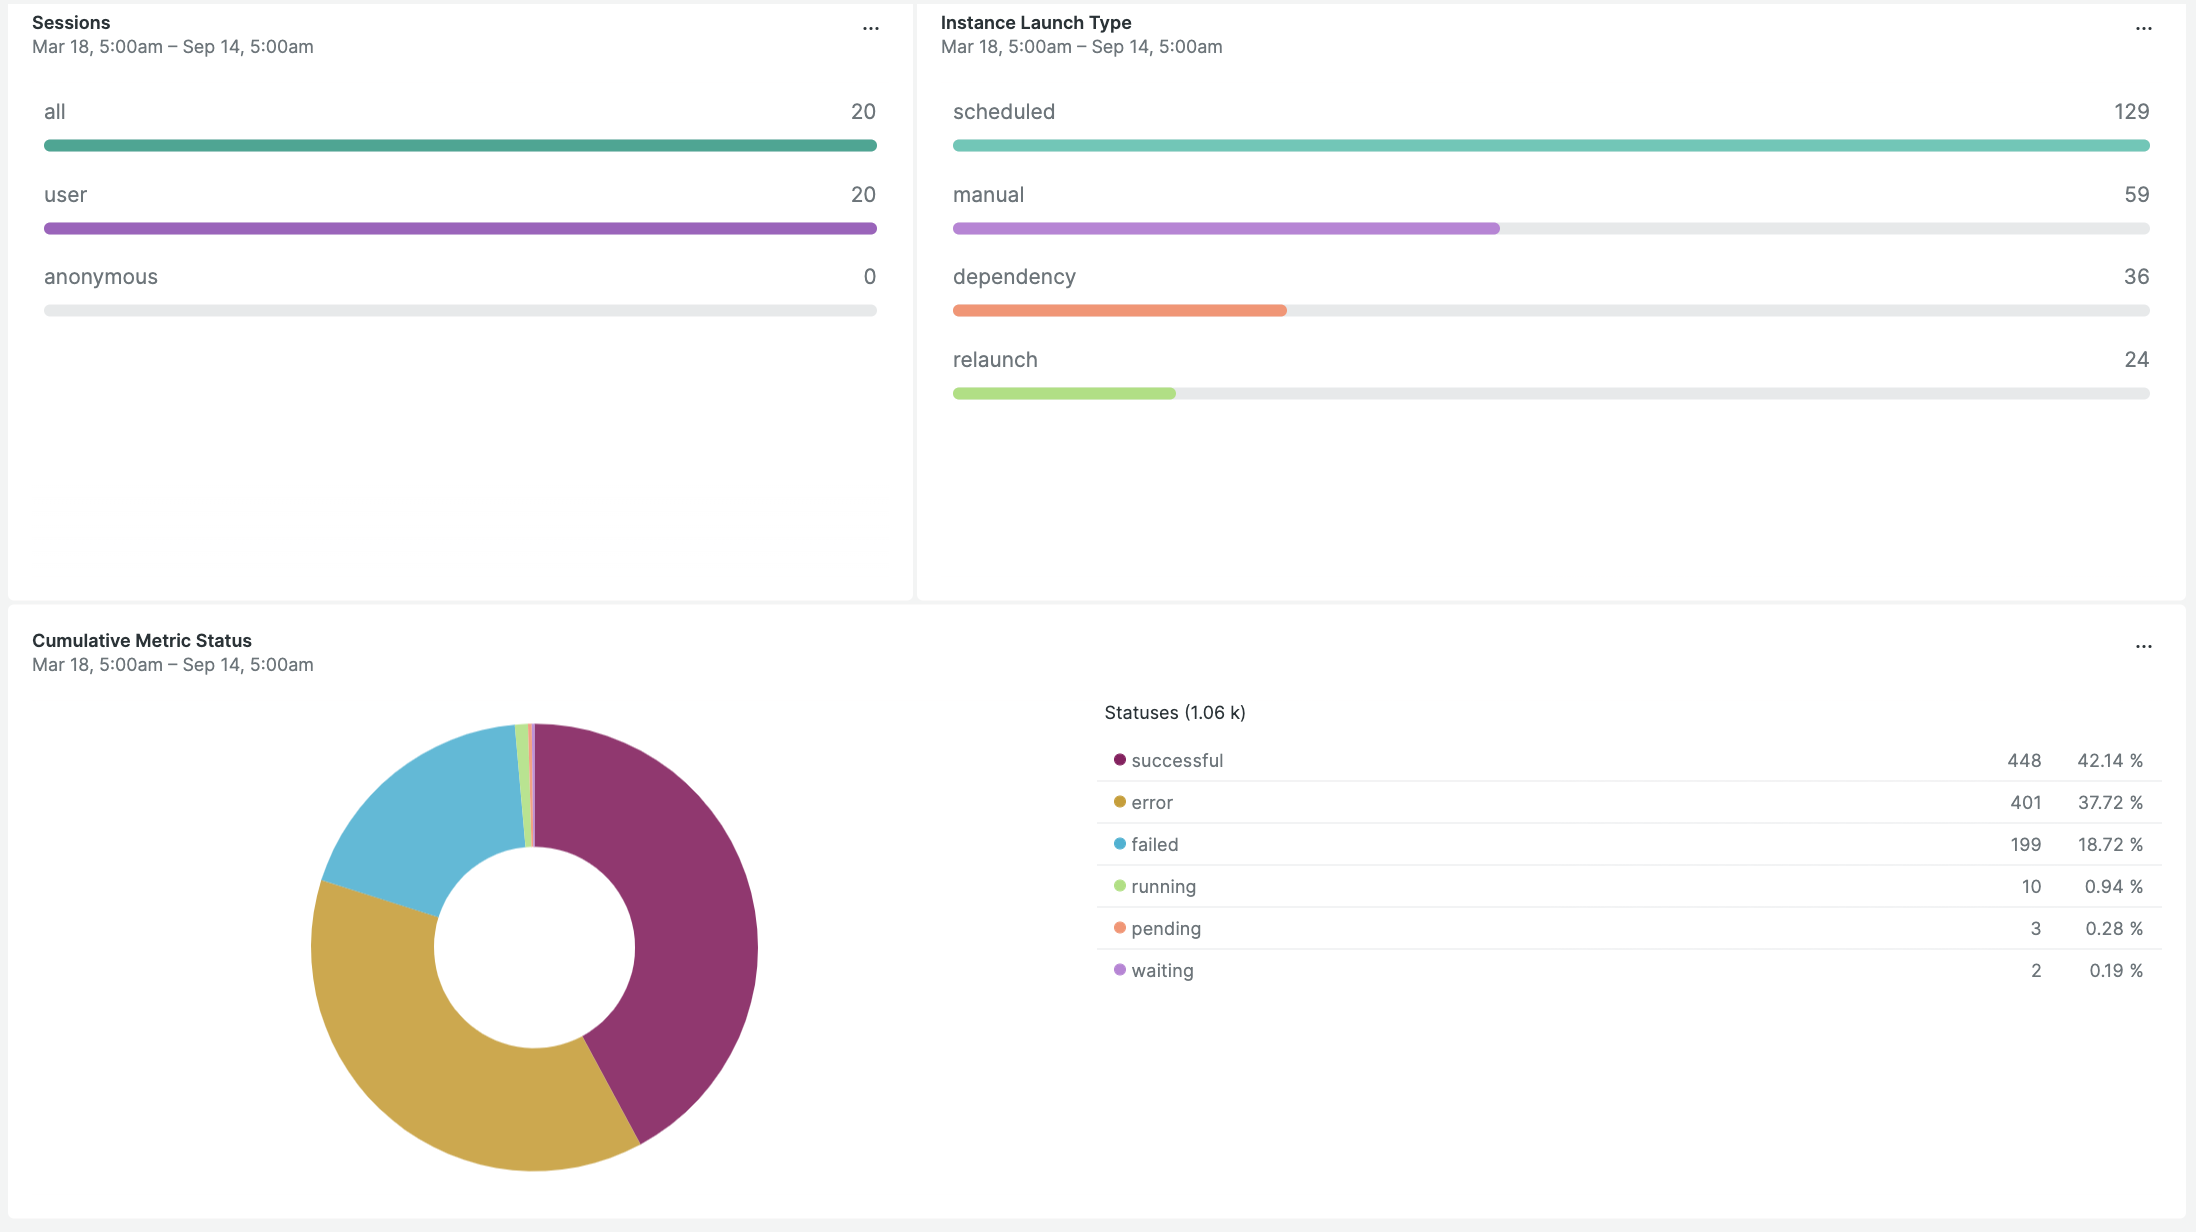 Sessions
...
Mar 18, 5:00am – Sep 14, 5:00am
all 20
user 20
anonymous 0
Instance Launch Type
...
Mar 18, 5:00am – Sep 14, 5:00am
scheduled 129
manual 59
dependency 36
relaunch 24
Cumulative Metric Status
...
Mar 18, 5:00am – Sep 14, 5:00am
Statuses (1.06 k)
successful 448 42.14 %
error 401 37.72 %
failed 199 18.72 %
running 10 0.94 %
pending 3 0.28 %
waiting 2 0.19 %